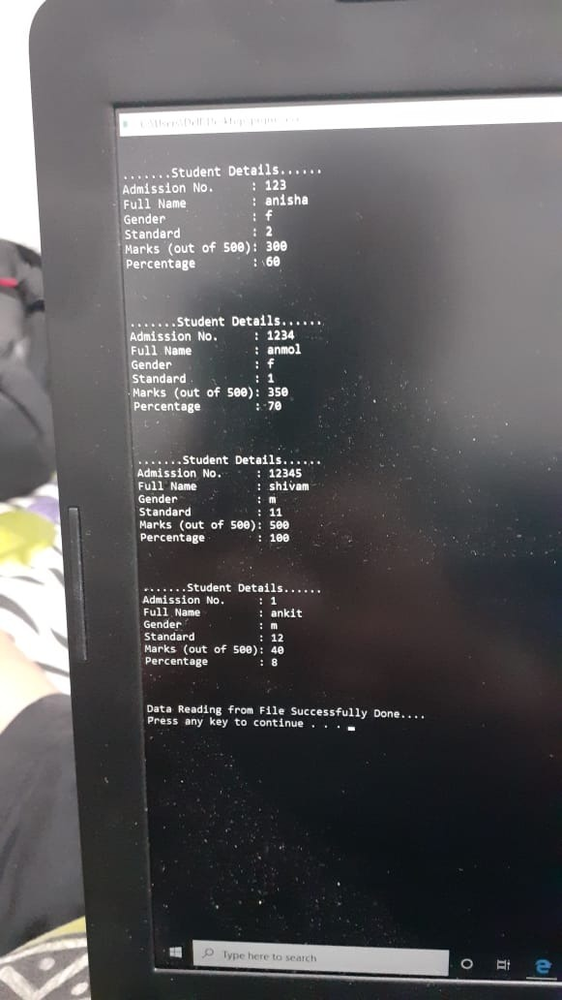 .......Student Details......
Admission No. : 123
Full Name : anisha
Gender : f
Standard : 2
Marks (out of 500): 300
Percentage : 60
.......Student Details......
Admission No. : 1234
Full Name : anmol
Gender : f
Standard : 1
Marks (out of 500): 350
Percentage : 70
.......Student Details......
Admission No. : 12345
Full Name : shivam
Gender : m
Standard : 11
Marks (out of 500): 500
Percentage : 100
.......Student Details......
Admission No. : 1
Full Name : ankit
Gender : m
Standard : 12
Marks (out of 500): 40
Percentage : 8
Data Reading from File Successfully Done....
Press any key to continue . . . _
Type here to search